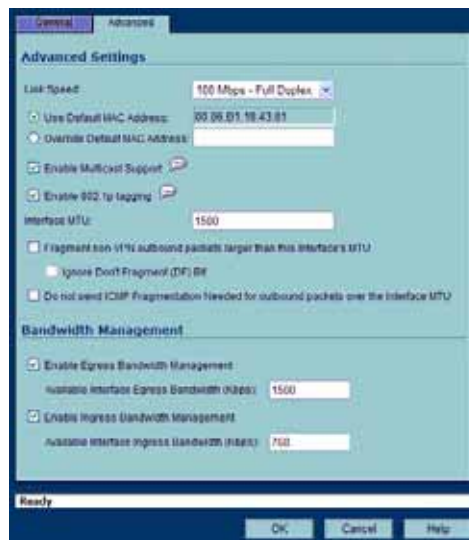 General Advanced
Advanced Settings
Link Speed: 100 Mbps - Full Duplex
Use Default MAC Address: 00.06.B1.10.43.81
Override Default MAC Address:
Enable Multicast Support
Enable 802.1p tagging
Interface MTU: 1500
Fragment non-VPN outbound packets larger than this Interface's MTU
Ignore Don't Fragment (DF) Bit
Do not send ICMP Fragmentation Needed for outbound packets over the Interface MTU
Bandwidth Management
Enable Egress Bandwidth Management
Available Interface Egress Bandwidth (Kbps): 1500
Enable Ingress Bandwidth Management
Available Interface Ingress Bandwidth (Kbps): 768
Ready
OK Cancel Help